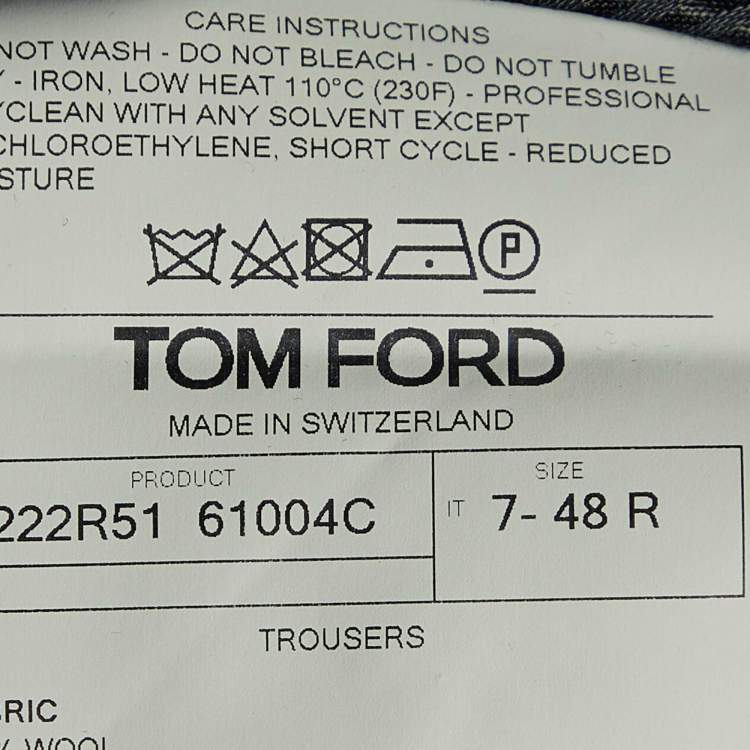 CARE INSTRUCTIONS
NOT WASH - DO NOT BLEACH - DO NOT TUMBLE
- IRON, LOW HEAT 110°C (230F) - PROFESSIONAL
YCLEAN WITH ANY SOLVENT EXCEPT
CHLOROETHYLENE, SHORT CYCLE - REDUCED
STURE
P
TOM FORD
MADE IN SWITZERLAND
PRODUCT
222R51 61004C
SIZE
IT 7- 48 R
TROUSERS
RIC
% WOOL